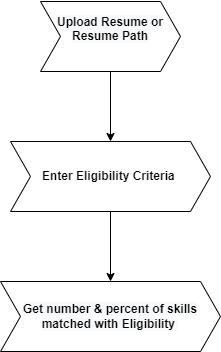 Upload Resume or
Resume Path
Enter Eligibility Criteria
Get number & percent of skills
matched with Eligibility